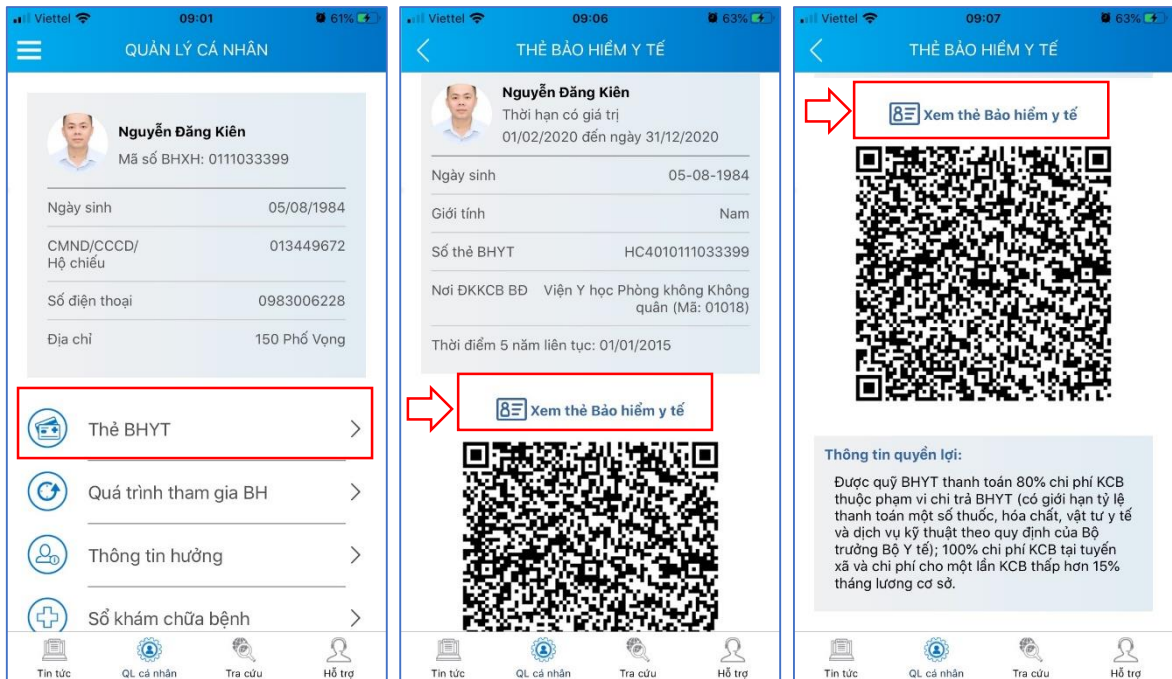 Viettel 09:01 61%
QUẢN LÝ CÁ NHÂN
Nguyễn Đăng Kiên
Mã số BHXH: 0111033399
Ngày sinh 05/08/1984
CMND/CCCD/ 013449672
Hộ chiếu
Số điện thoại 0983006228
Địa chỉ 150 Phố Vọng
Thẻ BHYT
Quá trình tham gia BH
Thông tin hưởng
Sổ khám chữa bệnh
Tin tức QL cá nhân Tra cứu Hỗ trợ
Viettel 09:06 63%
THẺ BẢO HIỂM Y TẾ
Nguyễn Đăng Kiên
Thời hạn có giá trị
01/02/2020 đến ngày 31/12/2020
Ngày sinh 05-08-1984
Giới tính Nam
Số thẻ BHYT HC4010111033399
Nơi ĐKKCB BĐ Viện Y học Phòng không Không
quân (Mã: 01018)
Thời điểm 5 năm liên tục: 01/01/2015
Xem thẻ Bảo hiểm y tế
Tin tức QL cá nhân Tra cứu Hỗ trợ
Viettel 09:07 63%
THẺ BẢO HIỂM Y TẾ
Xem thẻ Bảo hiểm y tế
Thông tin quyền lợi:
Được quỹ BHYT thanh toán 80% chi phí KCB
thuộc phạm vi chi trả BHYT (có giới hạn tỷ lệ
thanh toán một số thuốc, hóa chất, vật tư y tế
và dịch vụ kỹ thuật theo quy định của Bộ
trưởng Bộ Y tế); 100% chi phí KCB tại tuyến
xã và chi phí cho một lần KCB thấp hơn 15%
tháng lương cơ sở.
Tin tức QL cá nhân Tra cứu Hỗ trợ